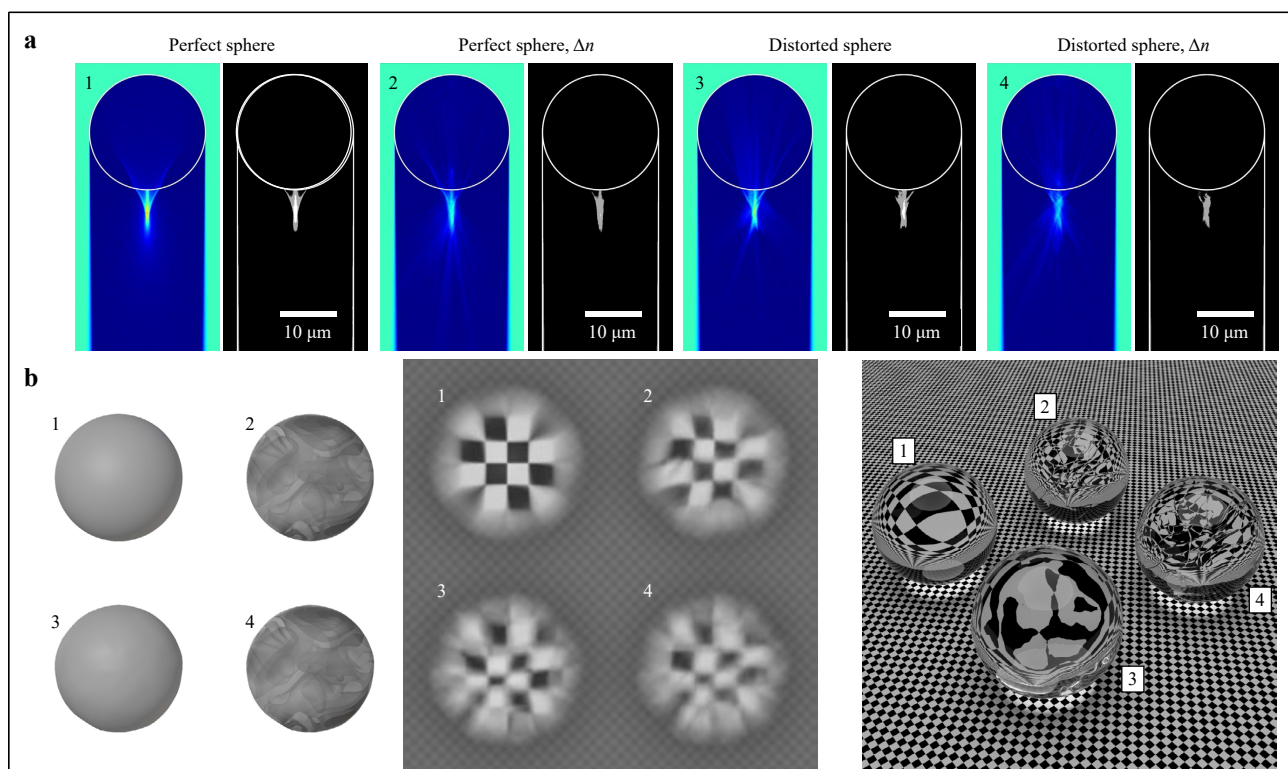 a
Perfect sphere
Perfect sphere, Δn
Distorted sphere
Distorted sphere, Δn
1
2
3
4
10 μm
10 μm
10 μm
10 μm
b
1
2
3
4
1
2
3
4
1
2
3
4